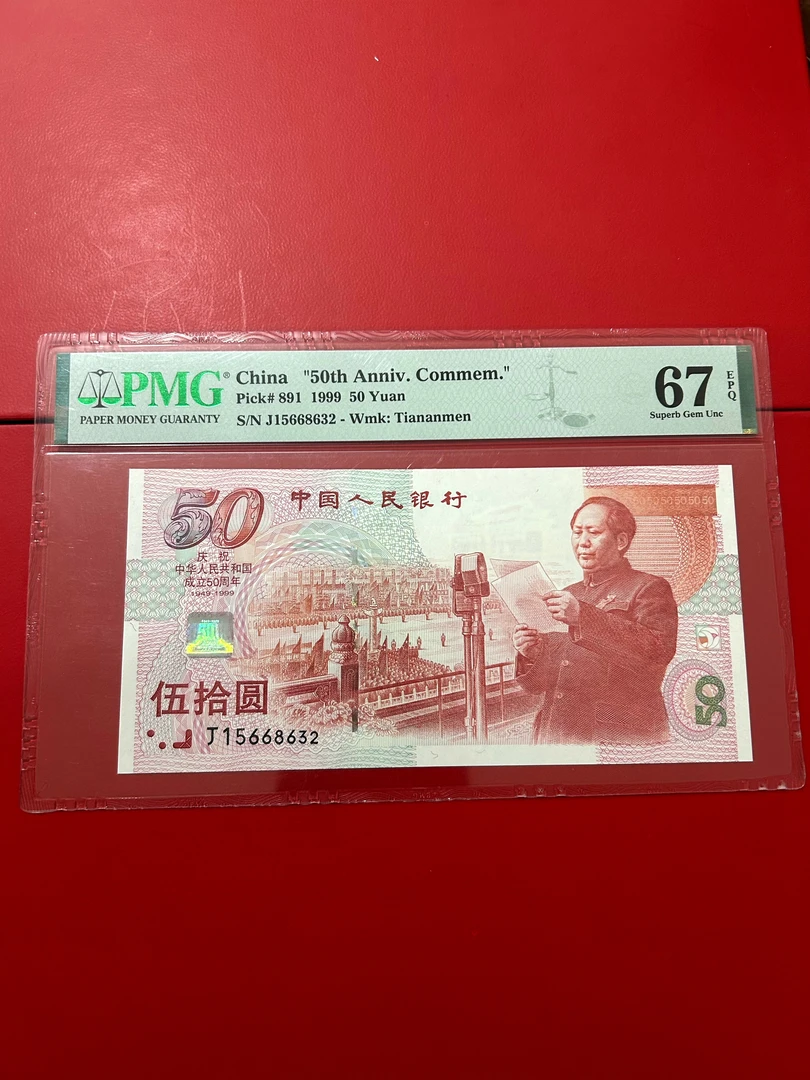 PMG®
PAPER MONEY GUARANTY
China "50th Anniv. Commem."
Pick# 891 1999 50 Yuan
S/N J15668632 - Wmk: Tiananmen
67
EPQ
Superb Gem Unc
50
中国人民银行
庆祝
中华人民共和国
成立50周年
1949-1999
伍拾圆
J15668632
50